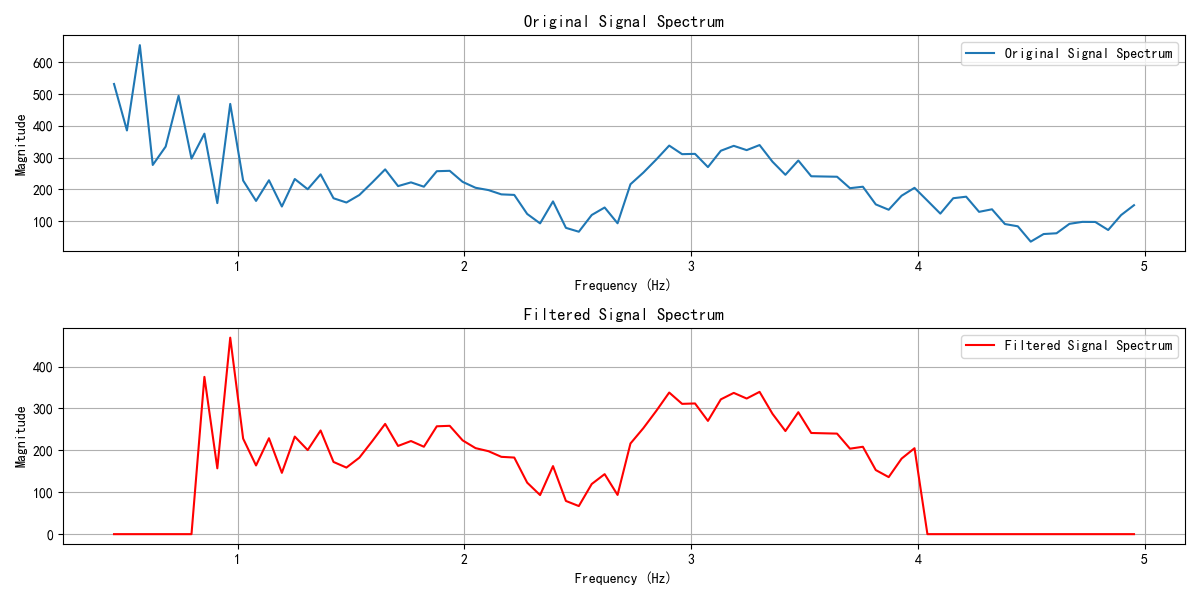 Original Signal Spectrum
Original Signal Spectrum
600
500
400
300
200
100
Magnitude
1 2 3 4 5
Frequency (Hz)
Filtered Signal Spectrum
Filtered Signal Spectrum
400
300
200
100
0
Magnitude
1 2 3 4 5
Frequency (Hz)